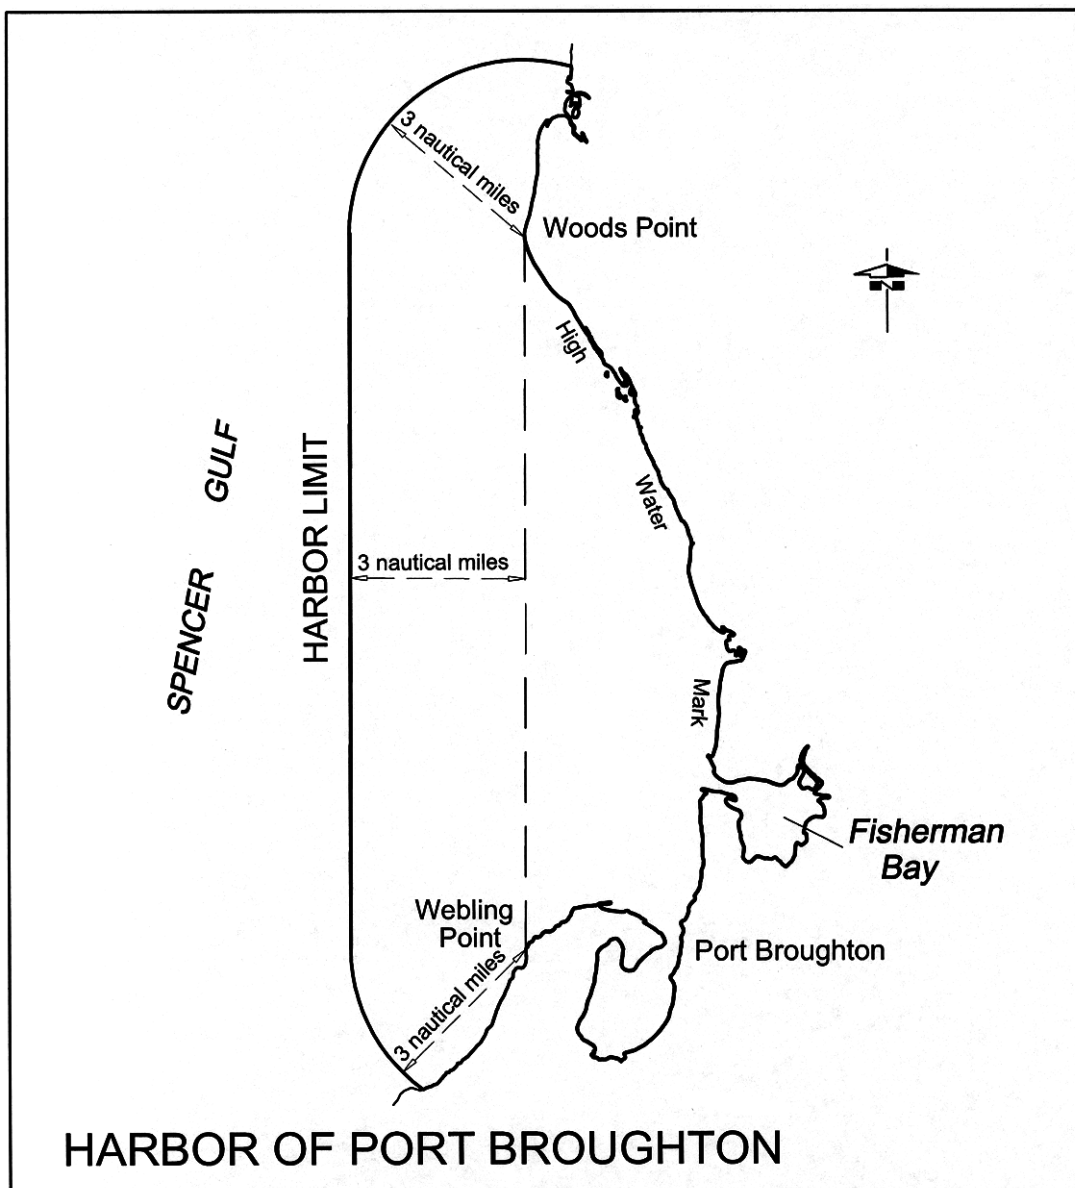 3 nautical miles
Woods Point
N
High
SPENCER GULF
HARBOR LIMIT
Water
3 nautical miles
Mark
Fisherman
Bay
Webling
Point
Port Broughton
3 nautical miles
HARBOR OF PORT BROUGHTON